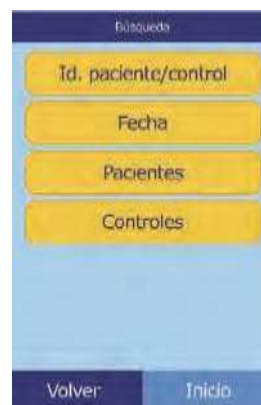 Búsqueda
Id. paciente/control
Fecha
Pacientes
Controles
Volver
Inicio